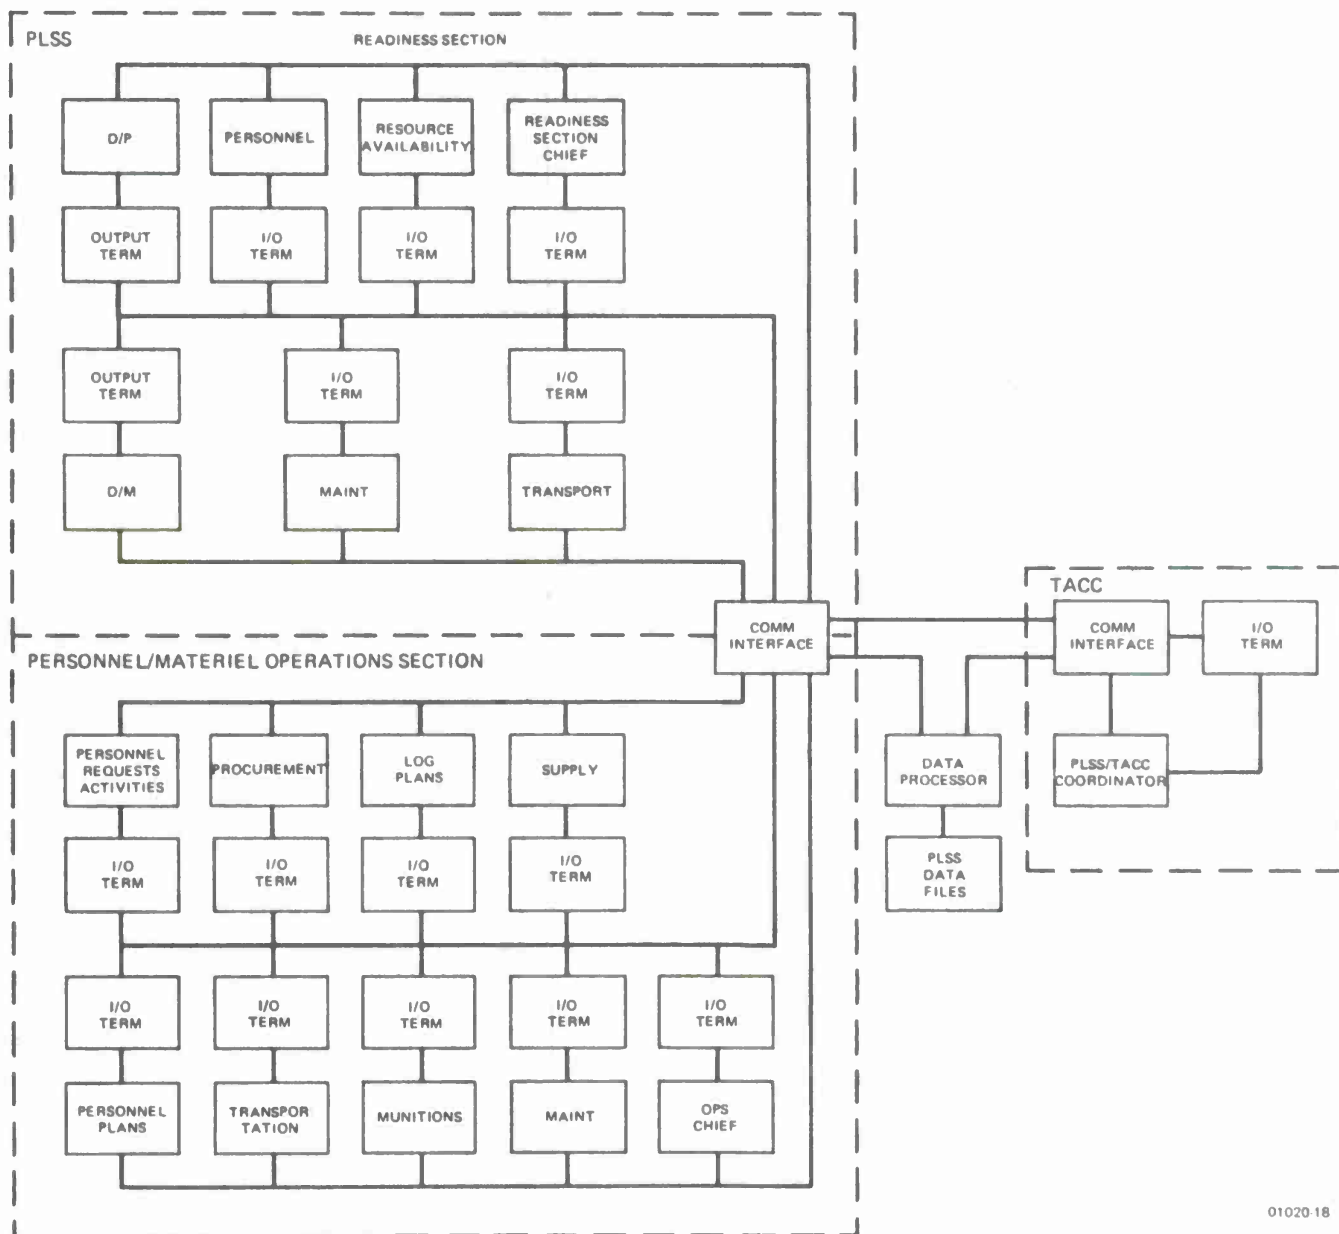 PLSS
READINESS SECTION
D/P
PERSONNEL
RESOURCE
AVAILABILITY
READINESS
SECTION
CHIEF
OUTPUT
TERM
I/O
TERM
I/O
TERM
I/O
TERM
OUTPUT
TERM
I/O
TERM
I/O
TERM
D/M
MAINT
TRANSPORT
COMM
INTERFACE
TACC
COMM
INTERFACE
I/O
TERM
PERSONNEL/MATERIEL OPERATIONS SECTION
PERSONNEL
REQUESTS
ACTIVITIES
PROCUREMENT
LOG
PLANS
SUPPLY
DATA
PROCESSOR
PLSS/TACC
COORDINATOR
I/O
TERM
I/O
TERM
I/O
TERM
I/O
TERM
PLSS
DATA
FILES
I/O
TERM
I/O
TERM
I/O
TERM
I/O
TERM
I/O
TERM
PERSONNEL
PLANS
TRANSPOR
TATION
MUNITIONS
MAINT
OPS
CHIEF
01020-18